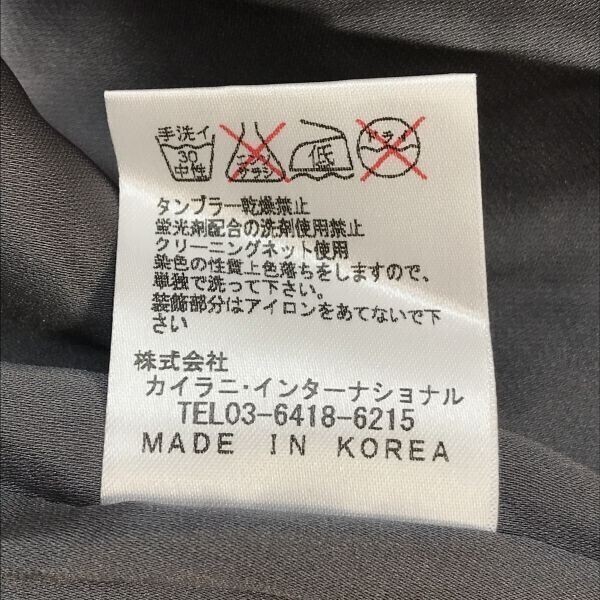 手洗イ
30
中性
エンソ
サラシ
低
ドライ
タンブラー乾燥禁止
蛍光剤配合の洗剤使用禁止
クリーニングネット使用
染色の性質上色落ちをしますので、
単独で洗って下さい。
装飾部分はアイロンをあてないで下
さい
株式会社
カイラニ・インターナショナル
TEL03-6418-6215
MADE IN KOREA